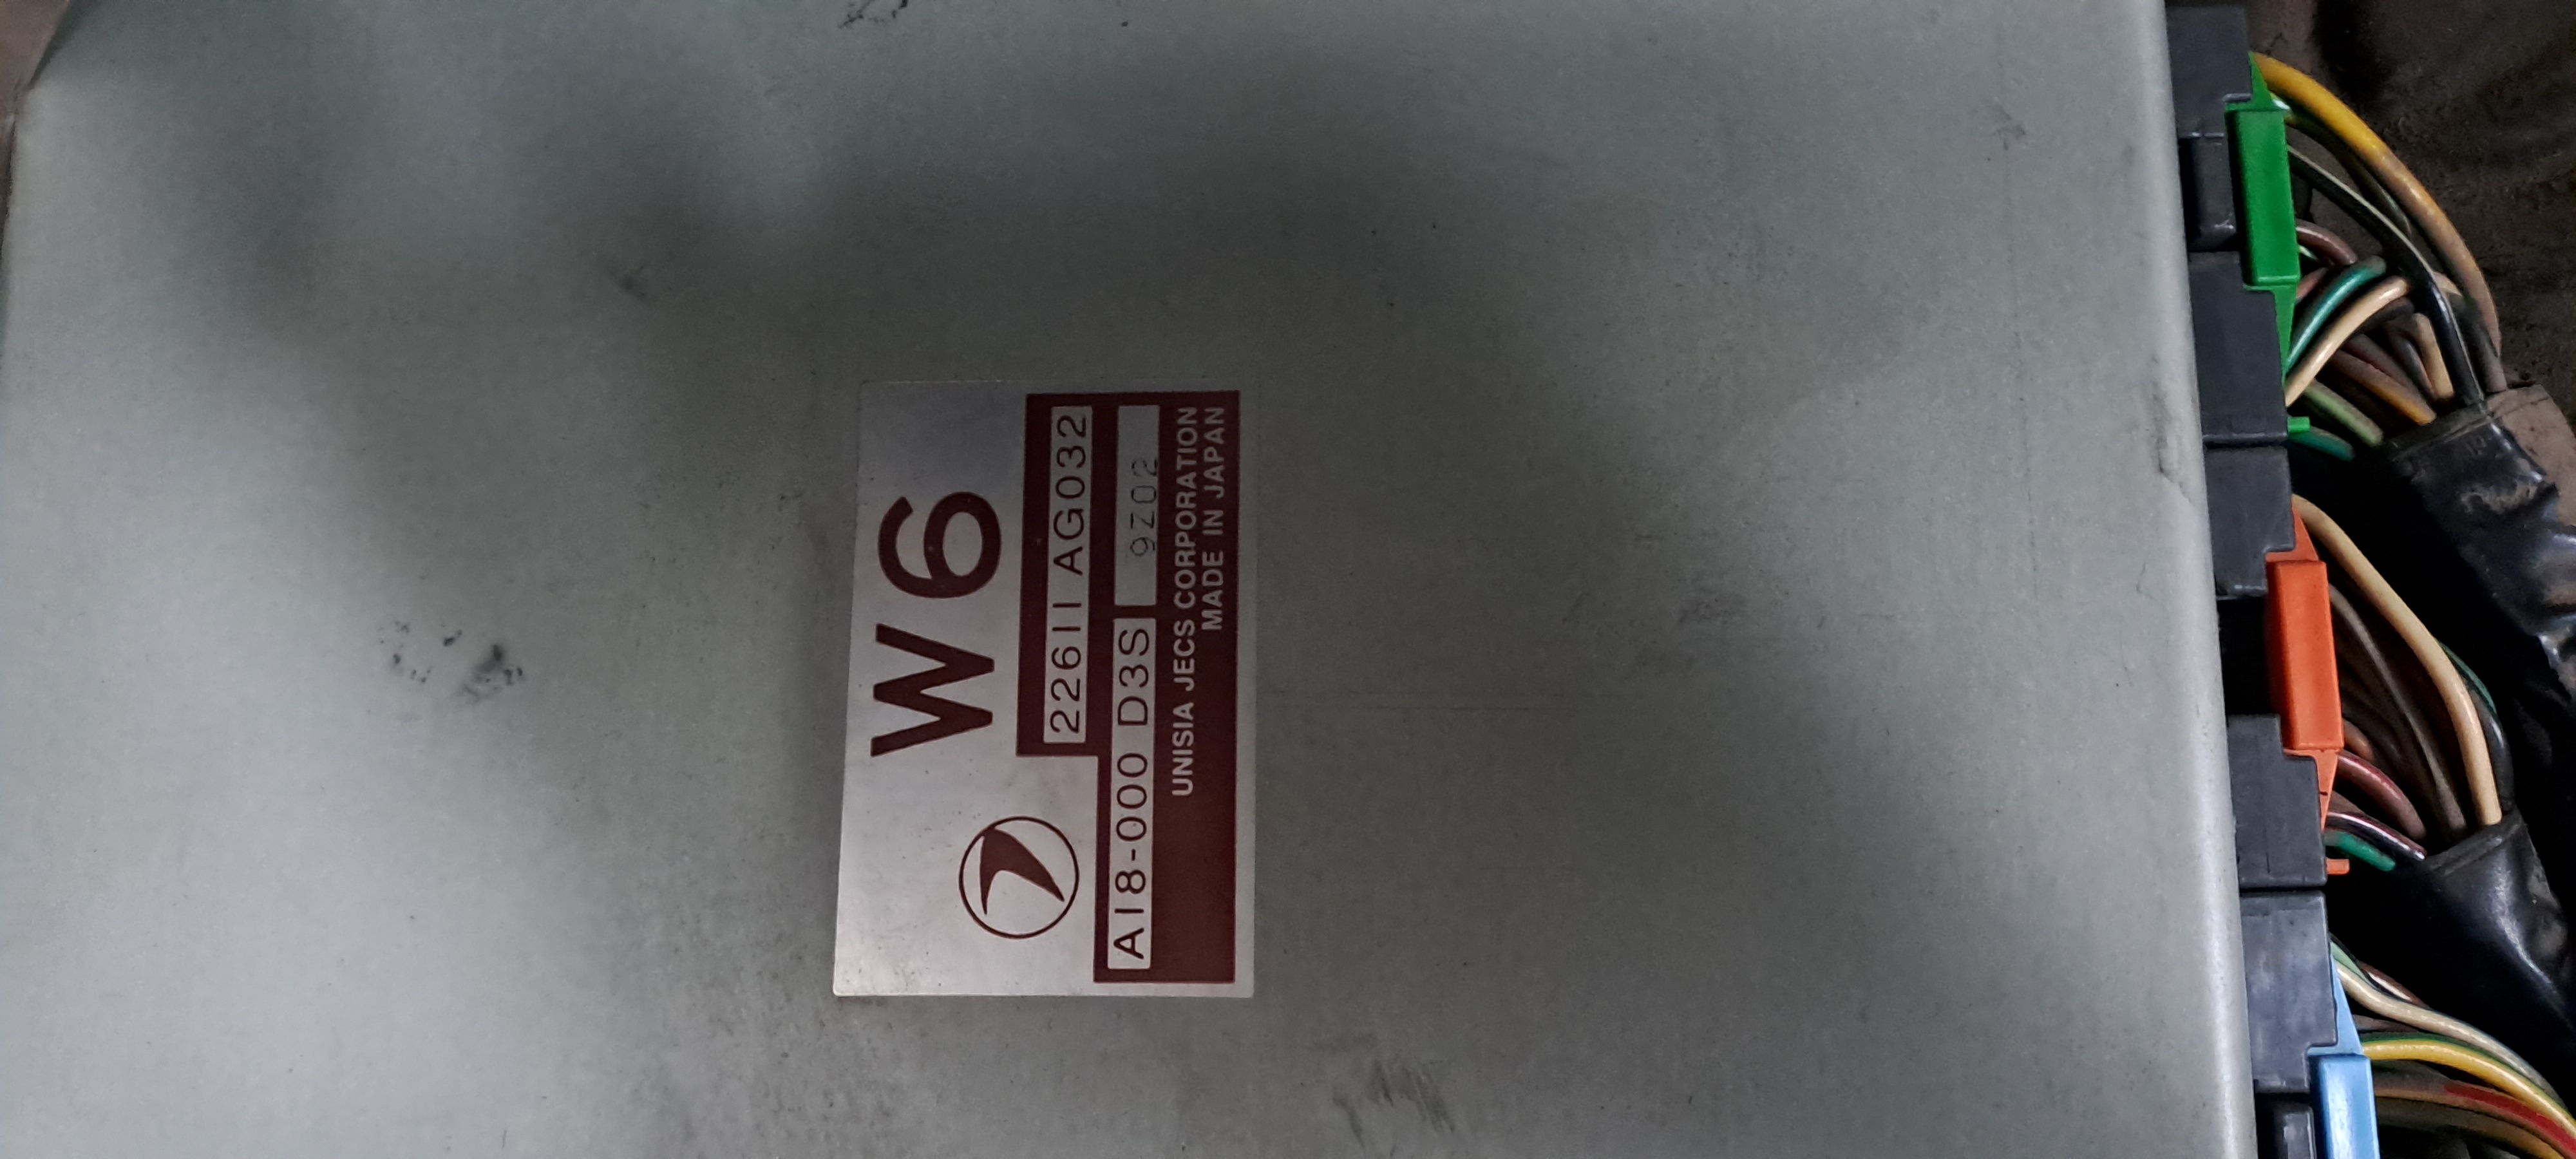 W6
22611 AG032
A18-000 D3S 9Z02
UNISIA JECS CORPORATION
MADE IN JAPAN